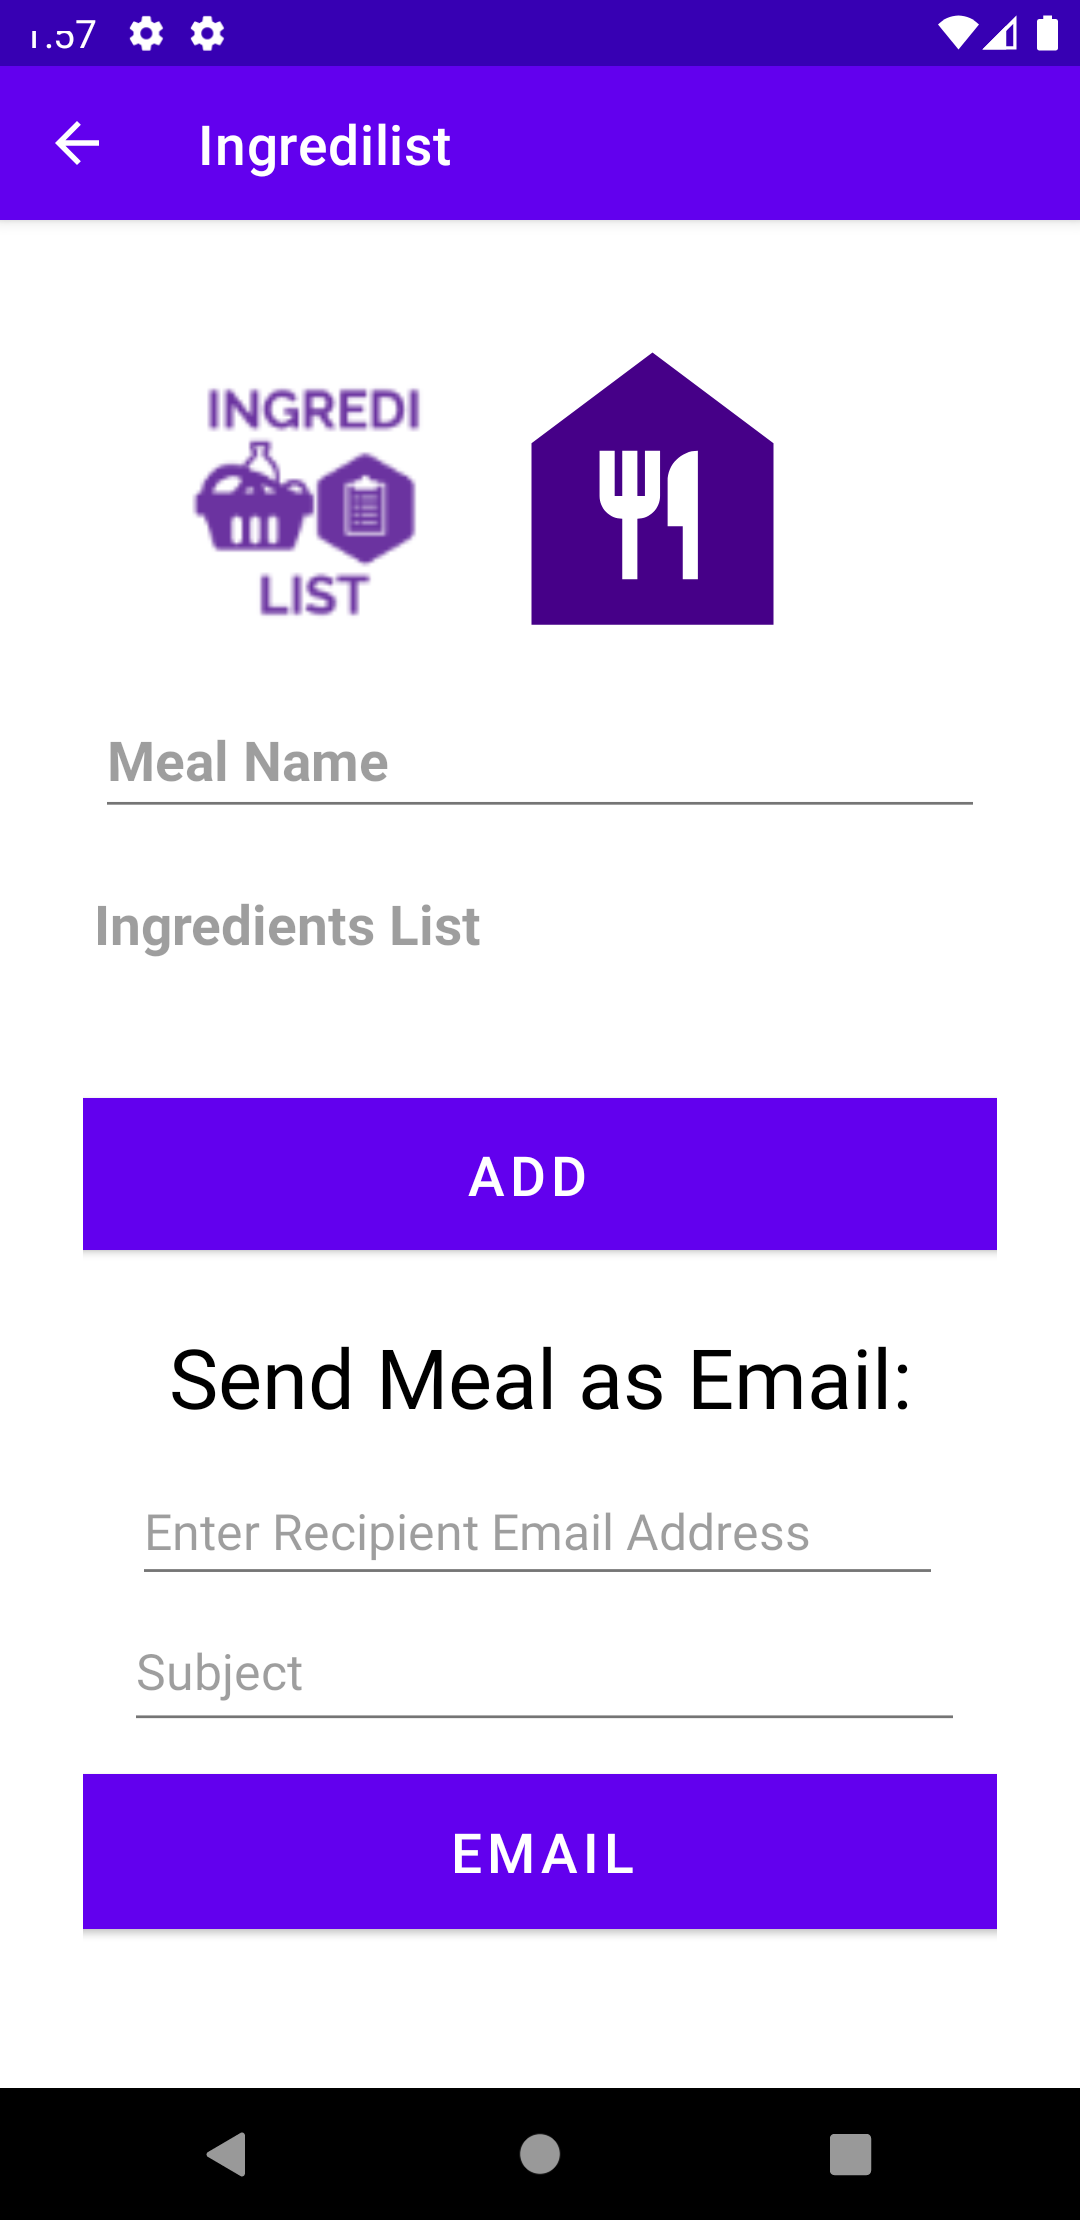 1:57
Ingredilist
INGREDI
LIST
Meal Name
Ingredients List
ADD
Send Meal as Email:
Enter Recipient Email Address
Subject
EMAIL